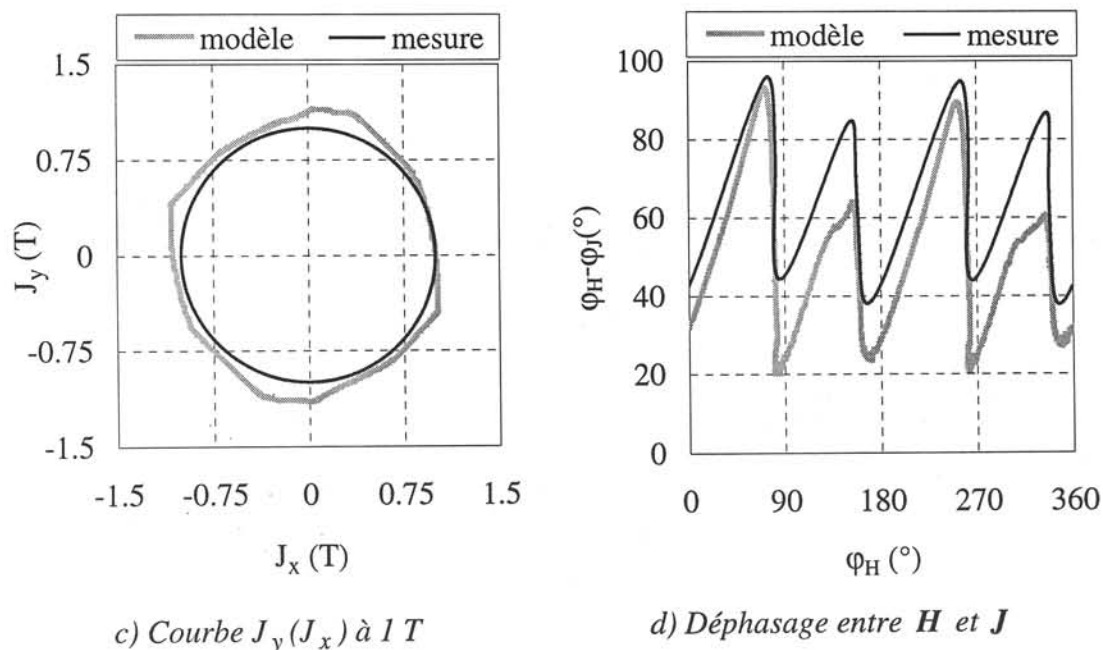 modèle mesure
1.5
0.75
0
-0.75
-1.5
J_y (T)
-1.5 -0.75 0 0.75 1.5
J_x (T)
c) Courbe J_y(J_x) à 1 T
modèle mesure
100
80
60
40
20
0
φ_H-φ_J(°)
0 90 180 270 360
φ_H (°)
d) Déphasage entre H et J